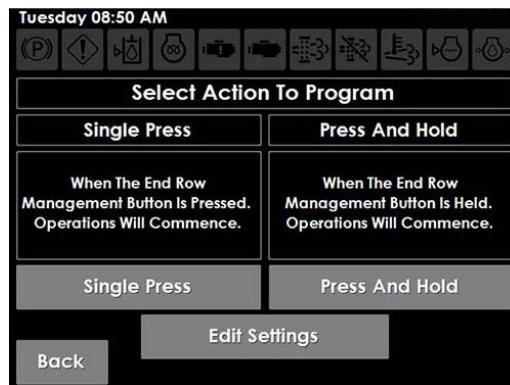 Tuesday 08:50 AM
Select Action To Program
Single Press
Press And Hold
When The End Row
Management Button Is Pressed.
Operations Will Commence.
When The End Row
Management Button Is Held.
Operations Will Commence.
Single Press
Press And Hold
Edit Settings
Back